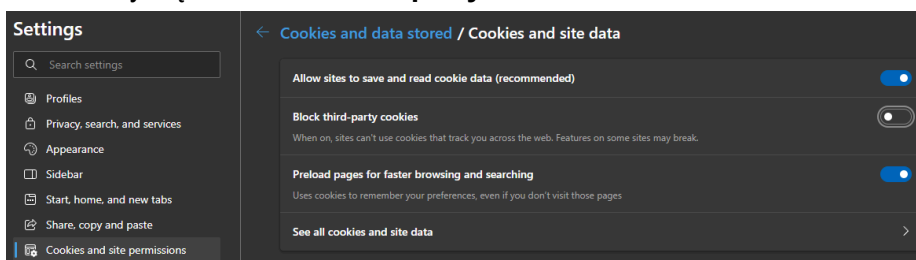 Settings
Search settings
Profiles
Privacy, search, and services
Appearance
Sidebar
Start, home, and new tabs
Share, copy and paste
Cookies and site permissions
Cookies and data stored / Cookies and site data
Allow sites to save and read cookie data (recommended)
Block third-party cookies
When on, sites can't use cookies that track you across the web. Features on some sites may break.
Preload pages for faster browsing and searching
Uses cookies to remember your preferences, even if you don't visit those pages
See all cookies and site data